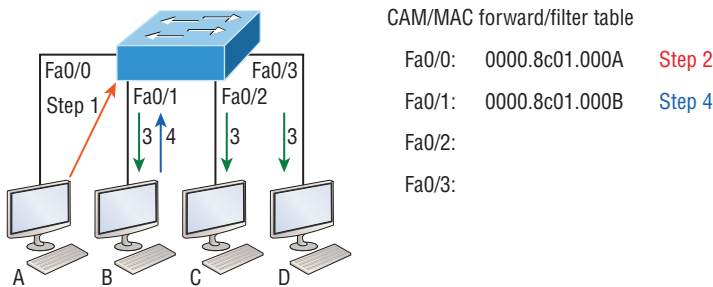 CAM/MAC forward/filter table
Fa0/0: 0000.8c01.000A Step 2
Fa0/1: 0000.8c01.000B Step 4
Fa0/2:
Fa0/3:
Fa0/0
Fa0/3
Step 1
Fa0/1
Fa0/2
3
4
3
3
A
B
C
D